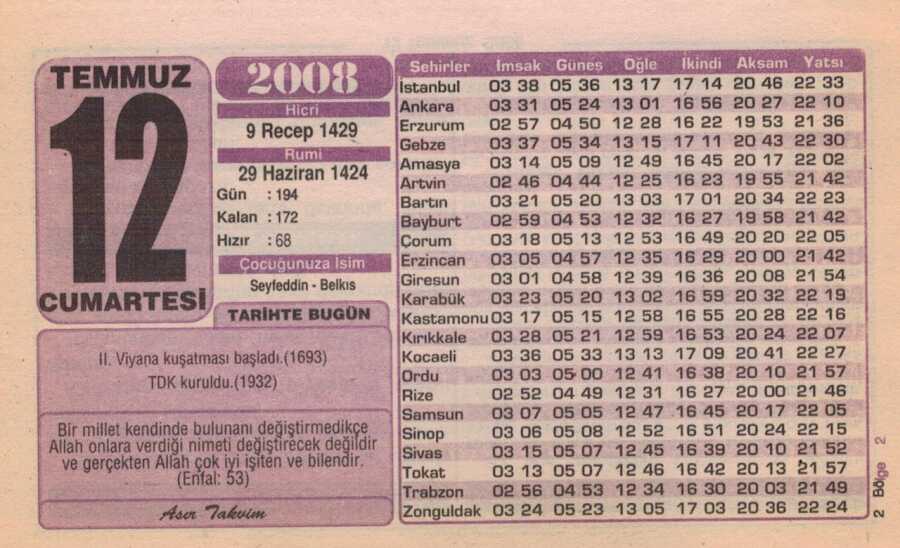 TEMMUZ
12
CUMARTESİ
2008
Hicri
9 Recep 1429
Rumi
29 Haziran 1424
Gün : 194
Kalan : 172
Hızır : 68
Çocuğunuza İsim
Seyfeddin - Belkıs
TARİHTE BUGÜN
II. Viyana kuşatması başladı.(1693)
TDK kuruldu.(1932)
Bir millet kendinde bulunanı değiştirmedikçe
Allah onlara verdiği nimeti değiştirecek değildir
ve gerçekten Allah çok iyi işiten ve bilendir.
(Enfal: 53)
Asır Takvim
Sehirler İmsak Güneş Öğle İkindi Aksam Yatsı
İstanbul 03 38 05 36 13 17 17 14 20 46 22 33
Ankara 03 31 05 24 13 01 16 56 20 27 22 10
Erzurum 02 57 04 50 12 28 16 22 19 53 21 36
Gebze 03 37 05 34 13 15 17 11 20 43 22 30
Amasya 03 14 05 09 12 49 16 45 20 17 22 02
Artvin 02 46 04 44 12 25 16 23 19 55 21 42
Bartın 03 21 05 20 13 03 17 01 20 34 22 23
Bayburt 02 59 04 53 12 32 16 27 19 58 21 42
Çorum 03 18 05 13 12 53 16 49 20 20 22 05
Erzincan 03 05 04 57 12 35 16 29 20 00 21 42
Giresun 03 01 04 58 12 39 16 36 20 08 21 54
Karabük 03 23 05 20 13 02 16 59 20 32 22 19
Kastamonu 03 17 05 15 12 58 16 55 20 28 22 16
Kırıkkale 03 28 05 21 12 59 16 53 20 24 22 07
Kocaeli 03 36 05 33 13 13 17 09 20 41 22 27
Ordu 03 03 05 00 12 41 16 38 20 10 21 57
Rize 02 52 04 49 12 31 16 27 20 00 21 46
Samsun 03 07 05 05 12 47 16 45 20 17 22 05
Sinop 03 06 05 08 12 52 16 51 20 24 22 15
Sivas 03 15 05 07 12 45 16 39 20 10 21 52
Tokat 03 13 05 07 12 46 16 42 20 13 21 57
Trabzon 02 56 04 53 12 34 16 30 20 03 21 49
Zonguldak 03 24 05 23 13 05 17 03 20 36 22 24
2 Bölge 2